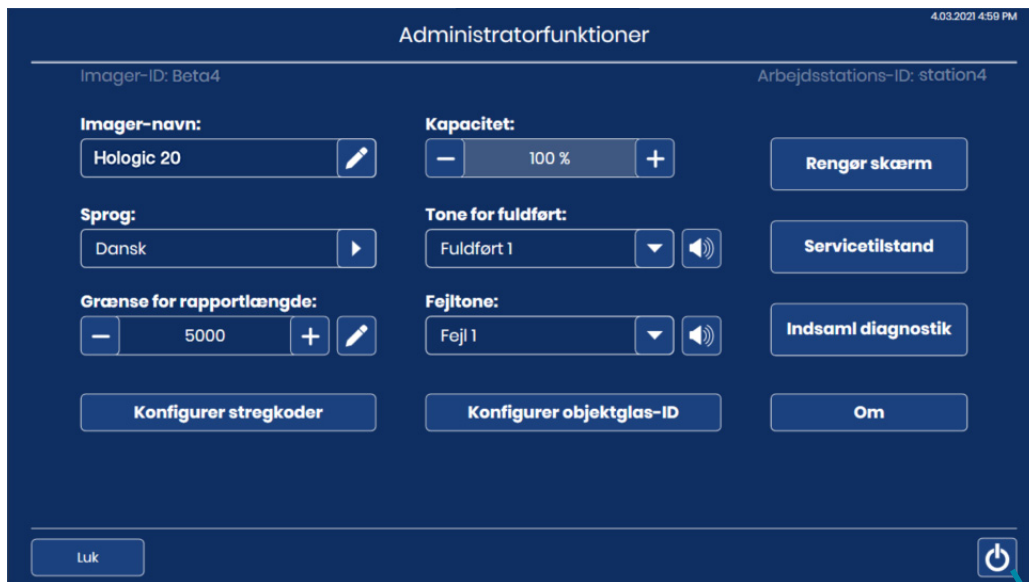 4.03.2021 4:59 PM
Administratorfunktioner
Imager-ID: Beta4
Arbejdsstations-ID: station4
Imager-navn:
Hologic 20
Kapacitet:
100 %
Rengør skærm
Sprog:
Dansk
Tone for fuldført:
Fuldført 1
Servicetilstand
Grænse for rapportlængde:
5000
Fejltone:
Fejl 1
Indsaml diagnostik
Konfigurer stregkoder
Konfigurer objektglas-ID
Om
Luk